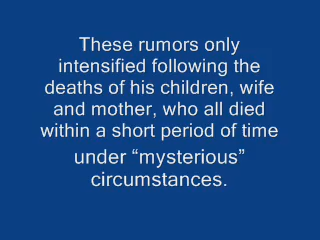 These rumors only
intensified following the
deaths of his children, wife
and mother, who all died
within a short period of time
under “mysterious”
circumstances.